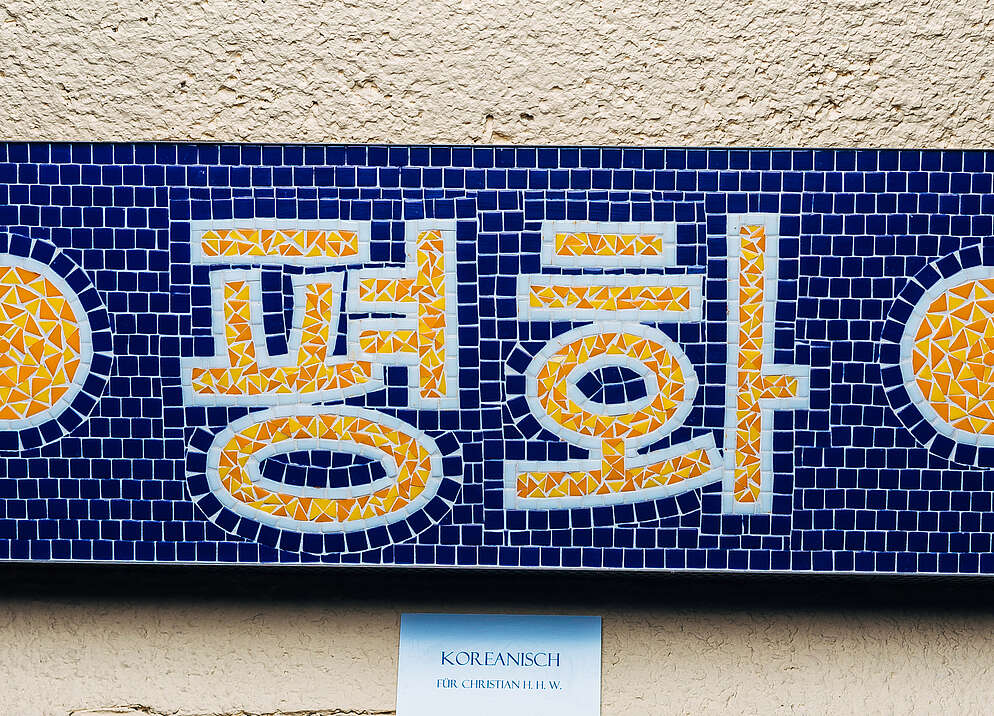 평화
KOREANISCH
FÜR CHRISTIAN H. H. W.